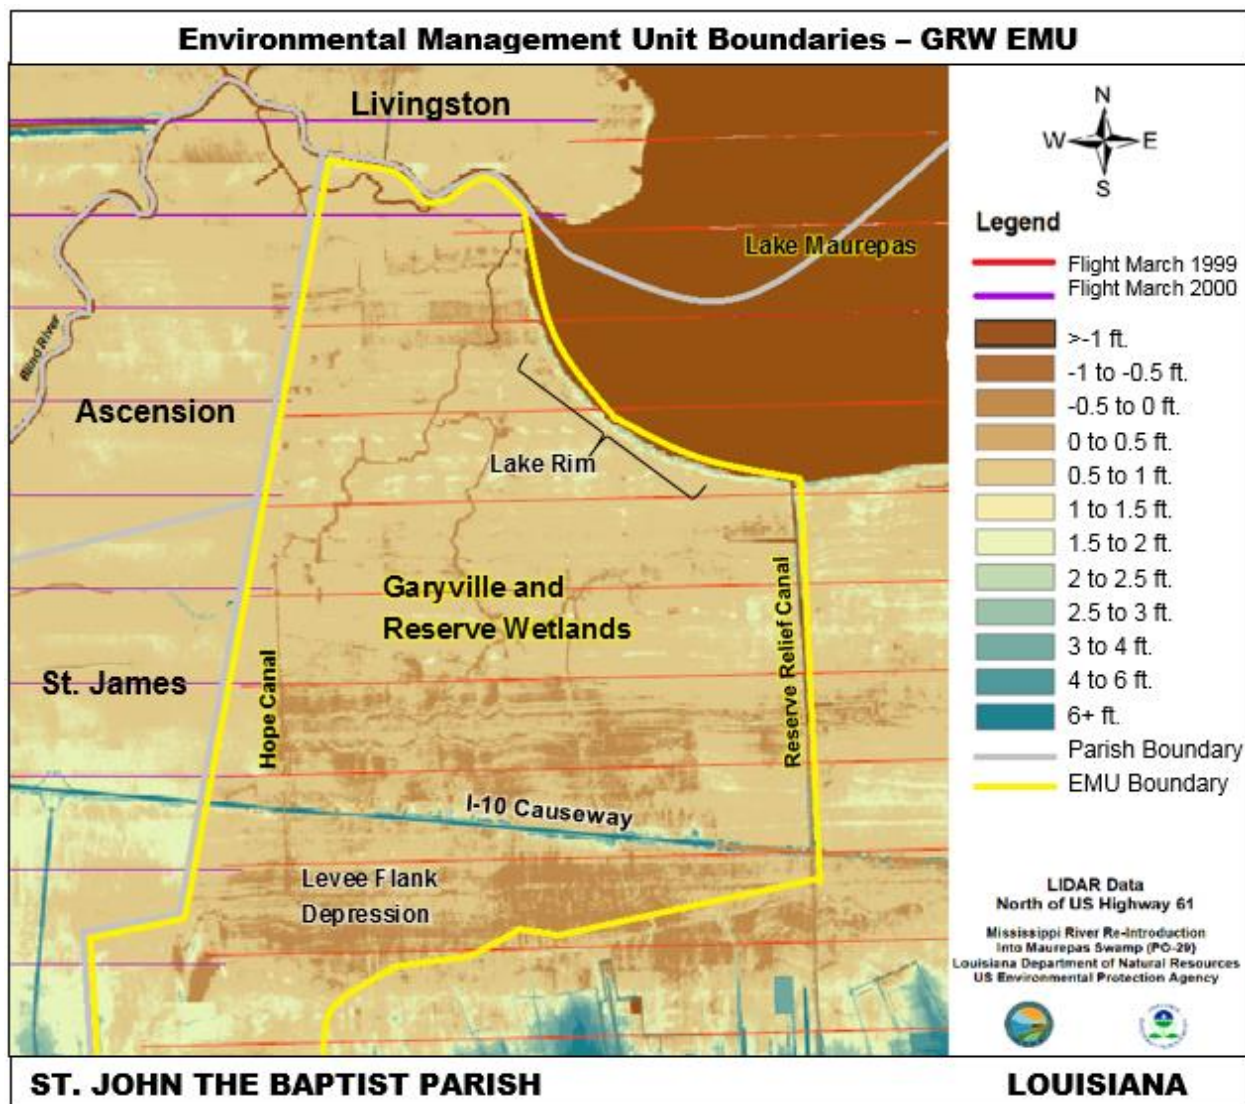 Environmental Management Unit Boundaries – GRW EMU
Livingston
Lake Maurepas
Blind River
Ascension
Lake Rim
Garyville and
Reserve Wetlands
St. James
Hope Canal
Reserve Relief Canal
I-10 Causeway
Levee Flank
Depression
N
W
E
S
Legend
Flight March 1999
Flight March 2000
>-1 ft.
-1 to -0.5 ft.
-0.5 to 0 ft.
0 to 0.5 ft.
0.5 to 1 ft.
1 to 1.5 ft.
1.5 to 2 ft.
2 to 2.5 ft.
2.5 to 3 ft.
3 to 4 ft.
4 to 6 ft.
6+ ft.
Parish Boundary
EMU Boundary
LIDAR Data
North of US Highway 61
Mississippi River Re-Introduction
Into Maurepas Swamp (PO-29)
Louisiana Department of Natural Resources
US Environmental Protection Agency
ST. JOHN THE BAPTIST PARISH
LOUISIANA